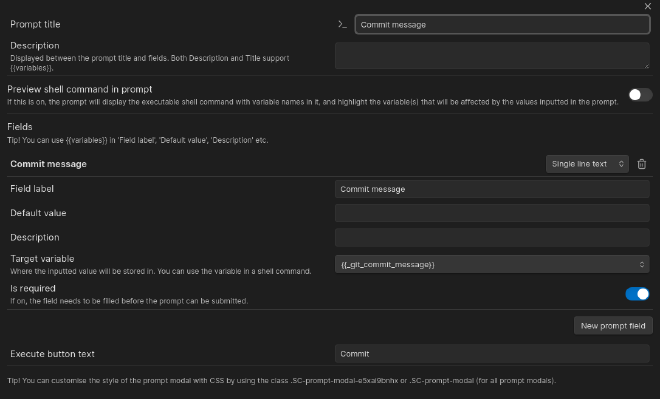 Prompt title
Commit message
Description
Displayed between the prompt title and fields. Both Description and Title support
{{variables}}.
Preview shell command in prompt
If this is on, the prompt will display the executable shell command with variable names in it, and highlight the variable(s) that will be affected by the values inputted in the prompt.
Fields
Tip! You can use {{variables}} in 'Field label', 'Default value', 'Description' etc.
Commit message
Single line text
Field label
Commit message
Default value
Description
Target variable
Where the inputted value will be stored in. You can use the variable in a shell command.
{{_git_commit_message}}
Is required
If on, the field needs to be filled before the prompt can be submitted.
New prompt field
Execute button text
Commit
Tip! You can customise the style of the prompt modal with CSS by using the class .SC-prompt-modal-e5xal9bnhx or .SC-prompt-modal (for all prompt modals).